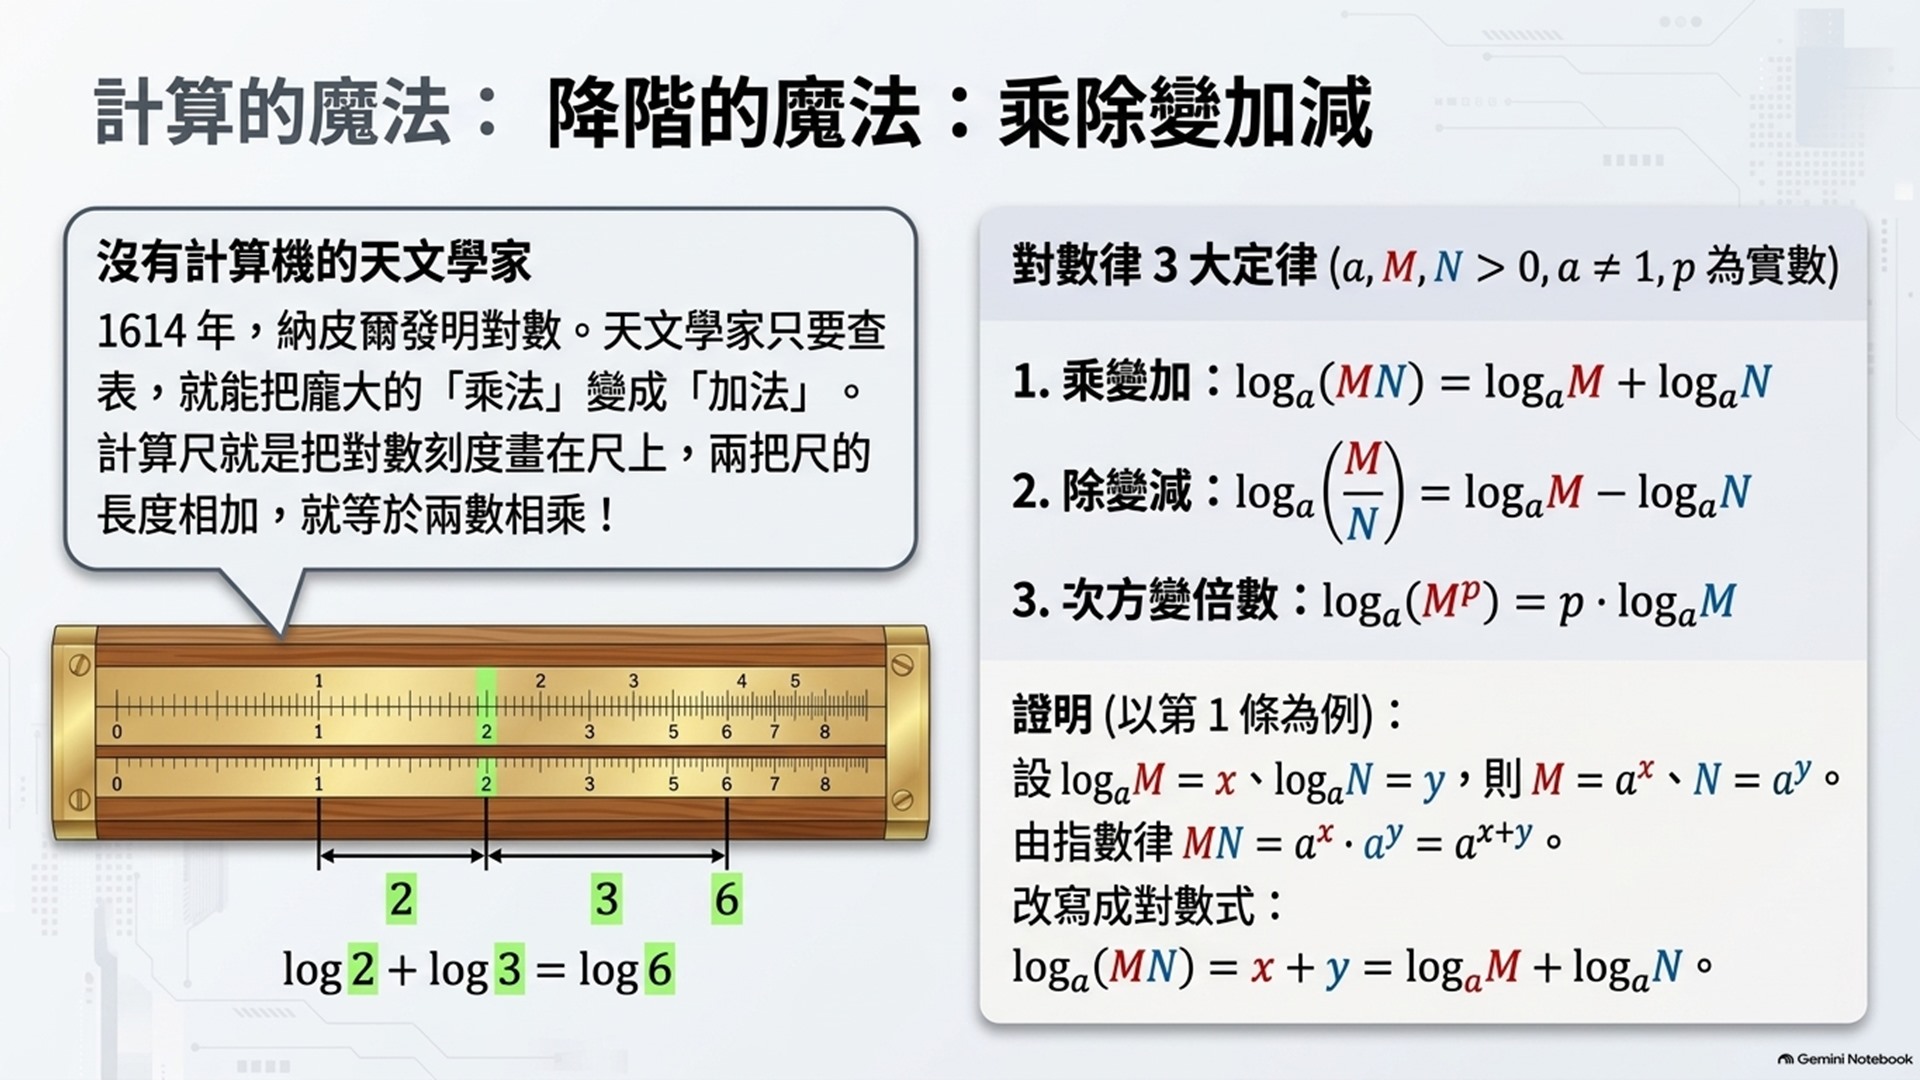 計算的魔法： 降階的魔法：乘除變加減
沒有計算機的天文學家
1614 年，納皮爾發明對數。天文學家只要查
表，就能把龐大的「乘法」變成「加法」。
計算尺就是把對數刻度畫在尺上，兩把尺的
長度相加，就等於兩數相乘！
1 2 3 4 5
0 1 2 3 5 6 7 8
0 1 2 3 5 6 7 8
2 3 6
log 2 + log 3 = log 6
對數律 3 大定律 (a, M, N > 0, a ≠ 1, p 為實數)
1. 乘變加：logₐ(MN) = logₐM + logₐN
2. 除變減：logₐ(M/N) = logₐM − logₐN
3. 次方變倍數：logₐ(Mᵖ) = p · logₐM
證明 (以第 1 條為例)：
設 logₐM = x、logₐN = y，則 M = aˣ、N = aʸ。
由指數律 MN = aˣ · aʸ = aˣ⁺ʸ。
改寫成對數式：
logₐ(MN) = x + y = logₐM + logₐN。
Gemini Notebook